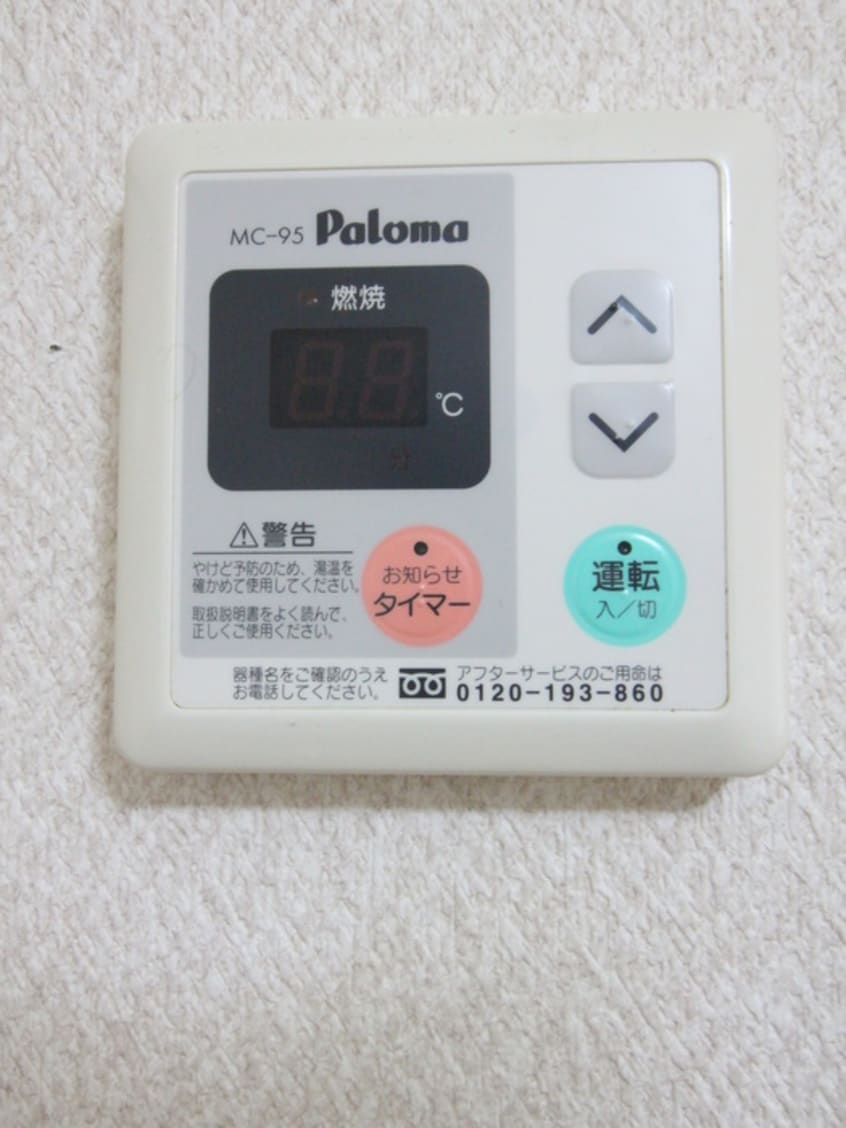 MC-95 Paloma
燃焼
88
℃
分
警告
やけど予防のため、湯温を
確かめて使用してください。
取扱説明書をよく読んで、
正しくご使用ください。
お知らせ
タイマー
運転
入／切
器種名をご確認のうえ
お電話してください。
アフターサービスのご用命は
0120-193-860